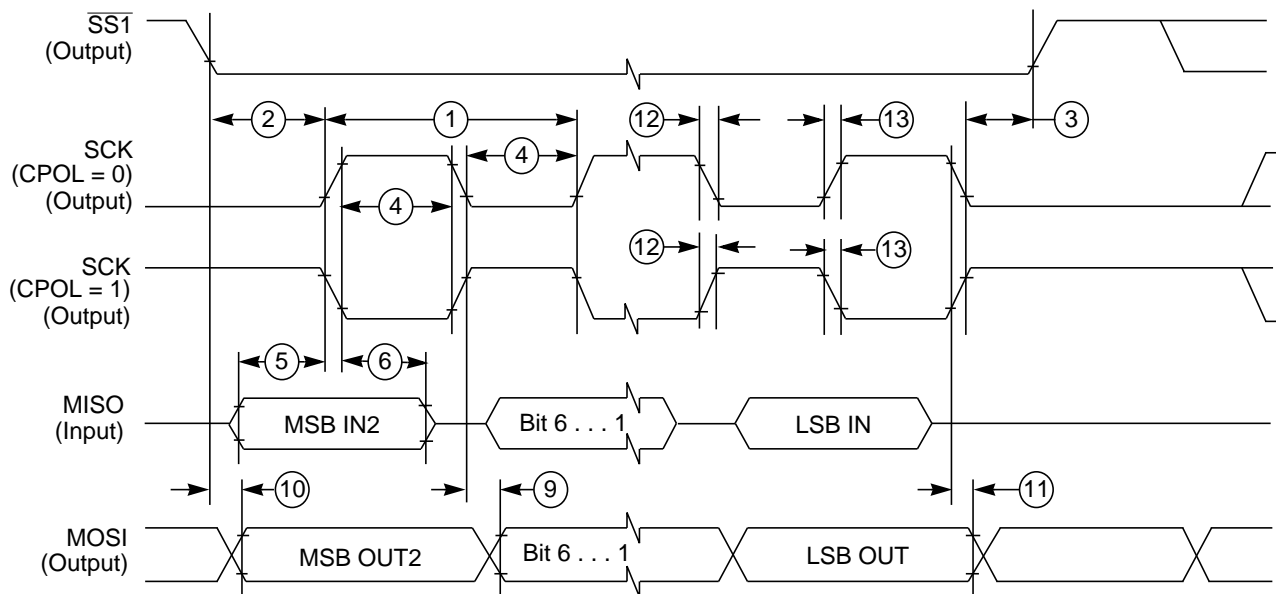 SS1
(Output)
2
1
12
13
3
SCK
(CPOL = 0)
(Output)
4
4
12
13
SCK
(CPOL = 1)
(Output)
5
6
MISO
(Input)
MSB IN2
Bit 6 . . . 1
LSB IN
10
9
11
MOSI
(Output)
MSB OUT2
Bit 6 . . . 1
LSB OUT